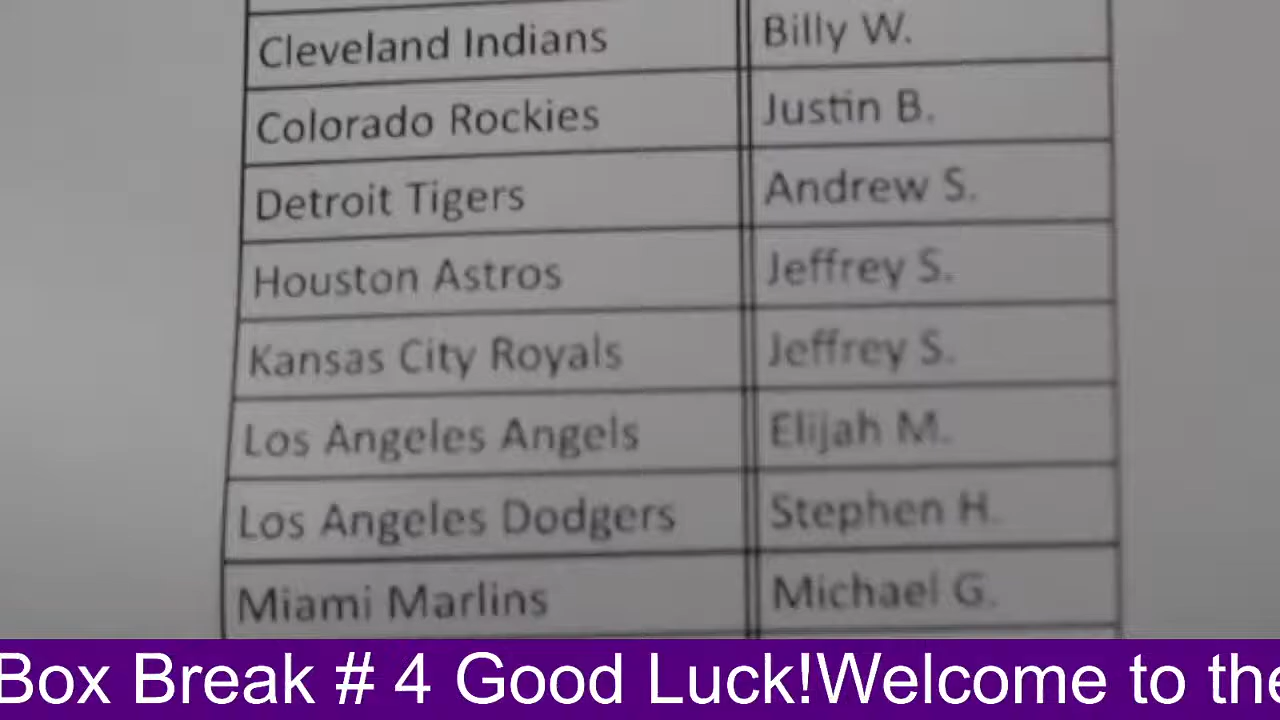 Cleveland Indians Billy W.
Colorado Rockies Justin B.
Detroit Tigers Andrew S.
Houston Astros Jeffrey S.
Kansas City Royals Jeffrey S.
Los Angeles Angels Elijah M.
Los Angeles Dodgers Stephen H.
Miami Marlins Michael G.
Box Break # 4 Good Luck!Welcome to the